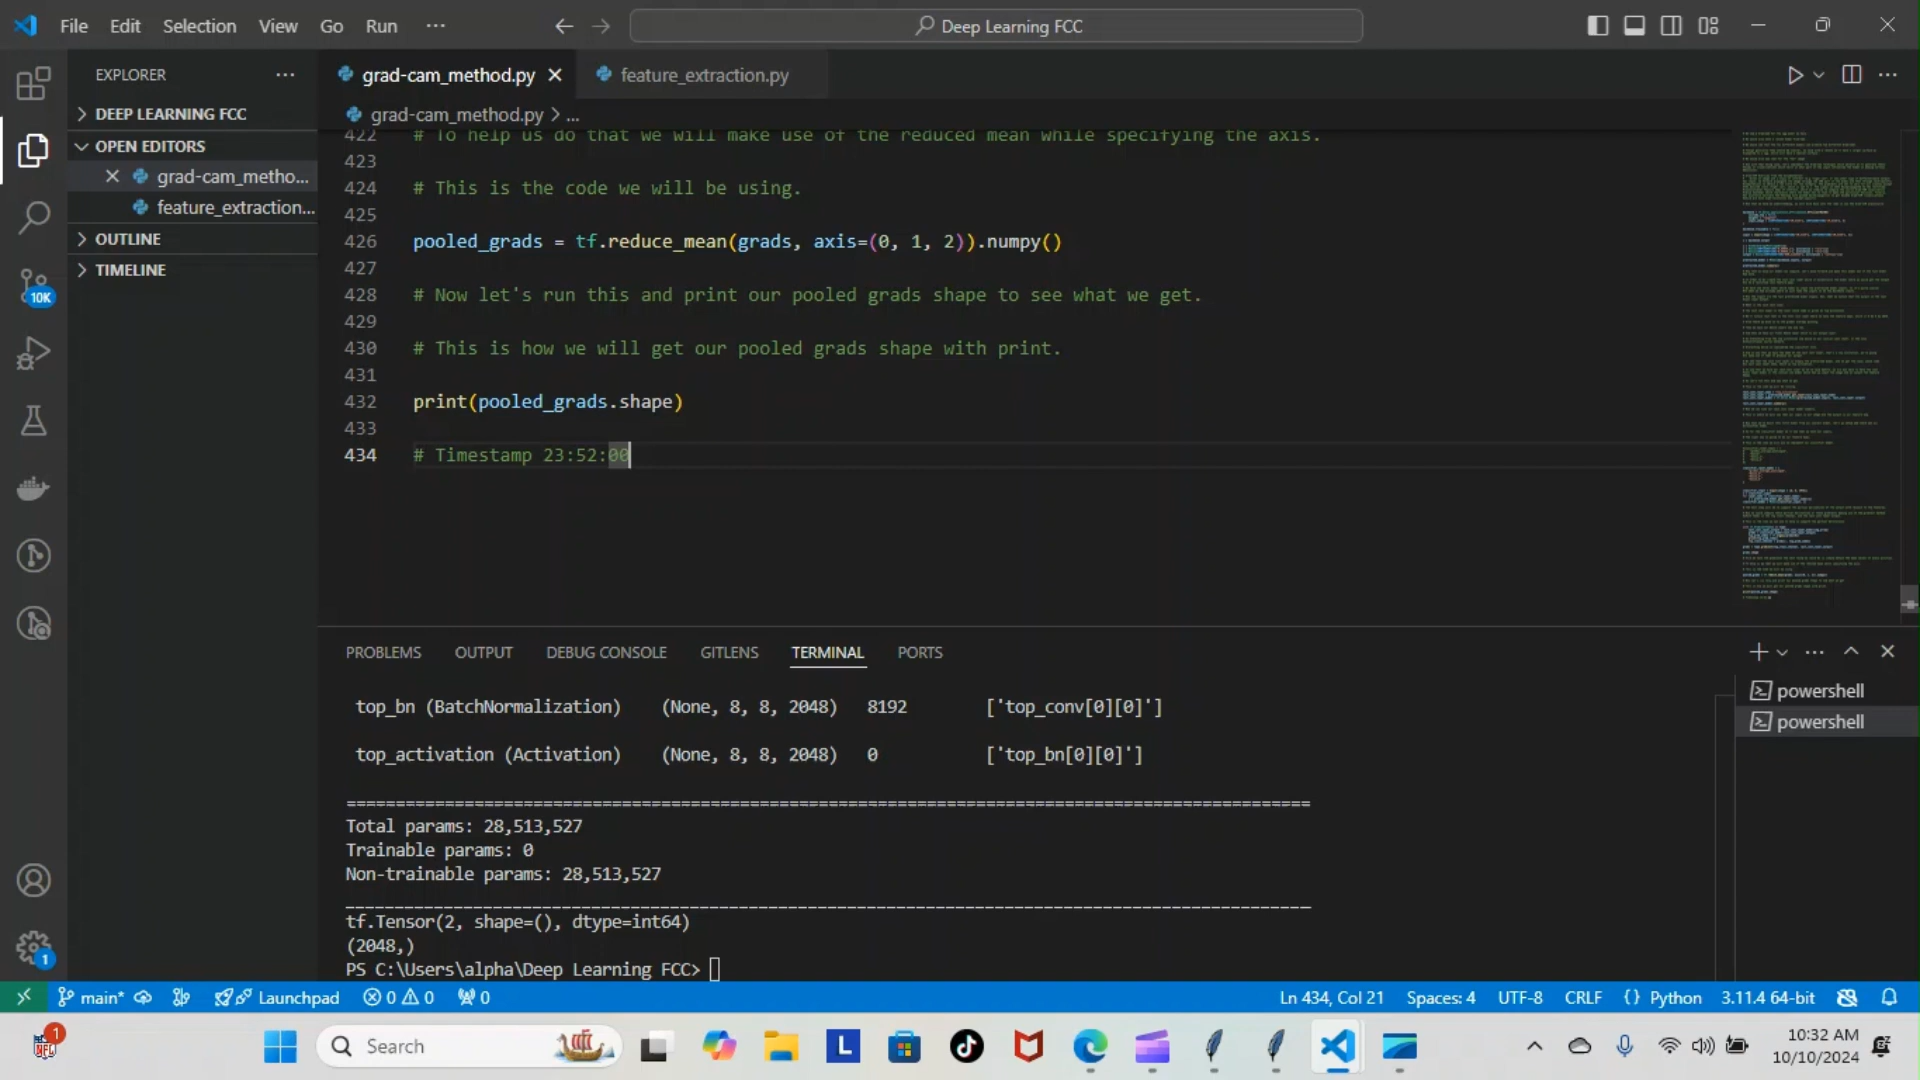 File Edit Selection View Go Run ...
Deep Learning FCC
EXPLORER
grad-cam_method.py
feature_extraction.py
DEEP LEARNING FCC
OPEN EDITORS
grad-cam_metho...
feature_extraction...
OUTLINE
TIMELINE
10K
1
grad-cam_method.py > ...
422 # To help us do that we will make use of the reduced mean while specifying the axis.
423
424 # This is the code we will be using.
425
426 pooled_grads = tf.reduce_mean(grads, axis=(0, 1, 2)).numpy()
427
428 # Now let's run this and print our pooled grads shape to see what we get.
429
430 # This is how we will get our pooled grads shape with print.
431
432 print(pooled_grads.shape)
433
434 # Timestamp 23:52:00
PROBLEMS OUTPUT DEBUG CONSOLE GITLENS TERMINAL PORTS
powershell
powershell
top_bn (BatchNormalization) (None, 8, 8, 2048) 8192 ['top_conv[0][0]']
top_activation (Activation) (None, 8, 8, 2048) 0 ['top_bn[0][0]']
==================================================================================================
Total params: 28,513,527
Trainable params: 0
Non-trainable params: 28,513,527
__________________________________________________________________________________________________
tf.Tensor(2, shape=(), dtype=int64)
(2048,)
PS C:\Users\alpha\Deep Learning FCC>
main* Launchpad 0 0 0 Ln 434, Col 21 Spaces: 4 UTF-8 CRLF {} Python 3.11.4 64-bit
1
NFL
Search
L
10:32 AM
10/10/2024